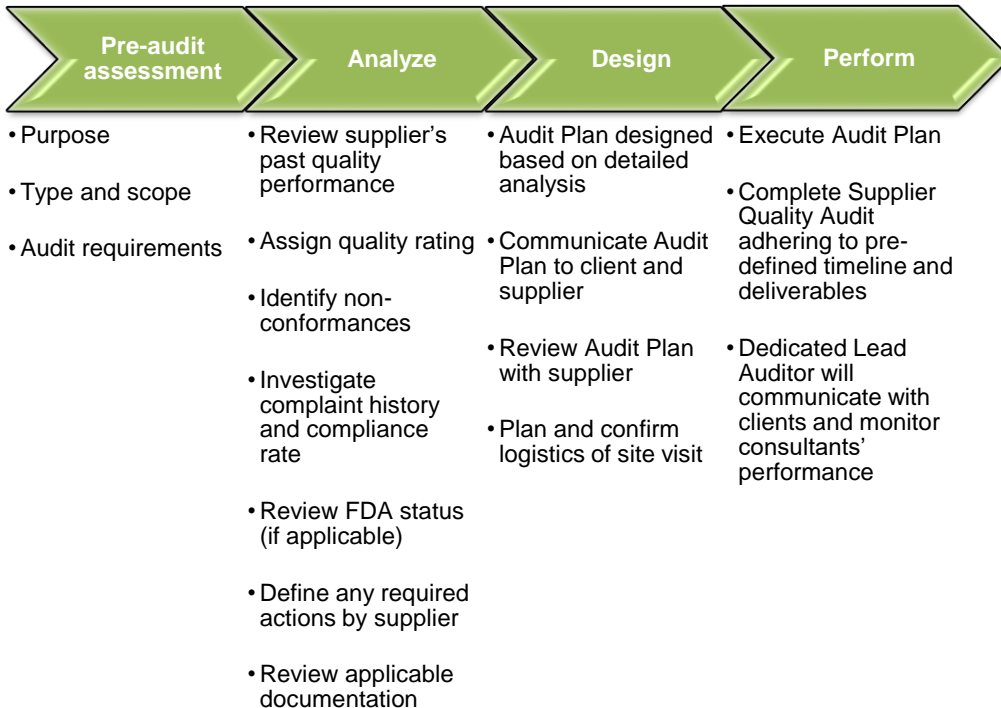 Pre-audit
assessment
Analyze
Design
Perform
• Purpose
• Type and scope
• Audit requirements
• Review supplier’s
past quality
performance
• Assign quality rating
• Identify non-
conformances
• Investigate
complaint history
and compliance
rate
• Review FDA status
(if applicable)
• Define any required
actions by supplier
• Review applicable
documentation
• Audit Plan designed
based on detailed
analysis
• Communicate Audit
Plan to client and
supplier
• Review Audit Plan
with supplier
• Plan and confirm
logistics of site visit
• Execute Audit Plan
• Complete Supplier
Quality Audit
adhering to pre-
defined timeline and
deliverables
• Dedicated Lead
Auditor will
communicate with
clients and monitor
consultants’
performance